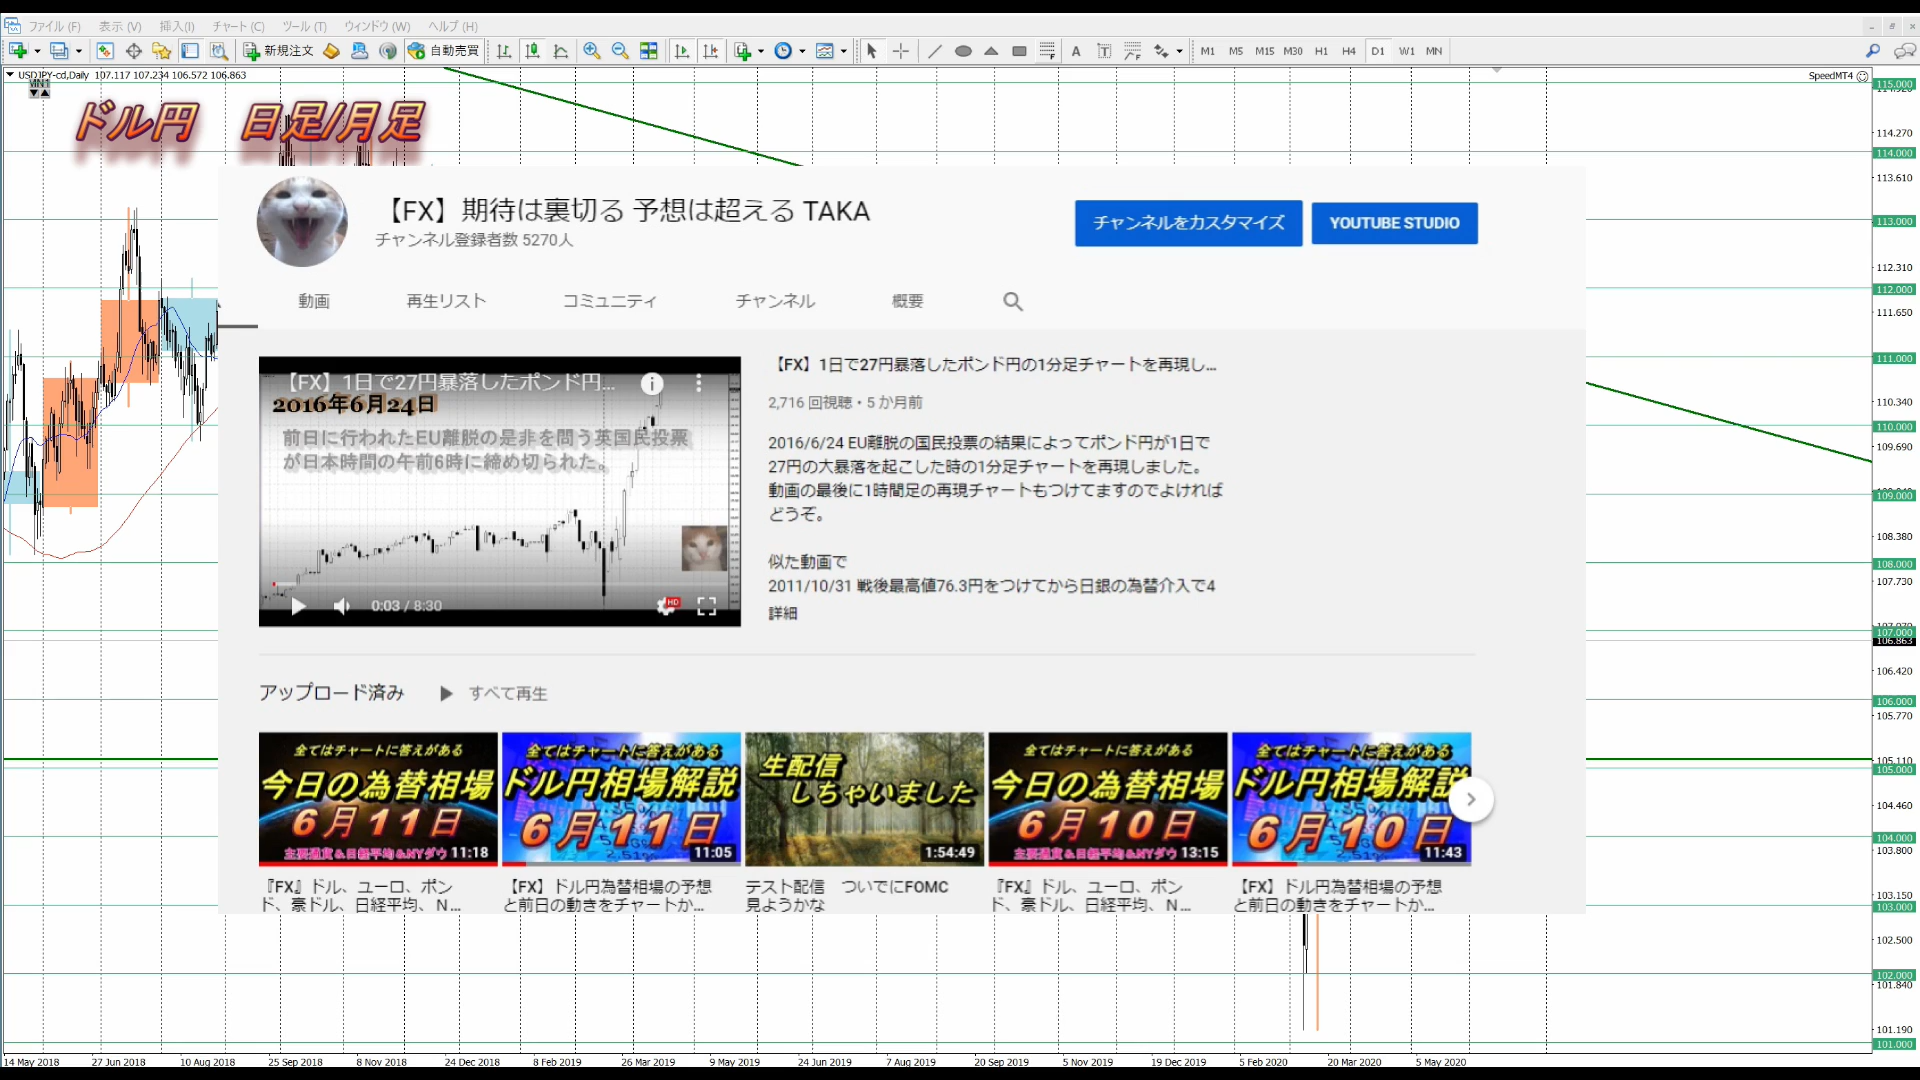 ファイル (F) 表示 (V) 挿入(I) チャート (C) ツール (T) ウィンドウ (W) ヘルプ (H)
新規注文 自動売買 A T M1 M5 M15 M30 H1 H4 D1 W1 MN
USDJPY-cd,Daily 107.117 107.234 106.572 106.863
SpeedMT4
ドル円 日足/月足
115.000
114.270
114.000
113.610
113.000
112.310
112.000
111.650
111.000
110.340
110.000
109.690
109.000
108.380
108.000
107.730
107.000
106.863
106.420
106.000
105.770
105.110
105.000
104.460
104.000
103.800
103.150
103.000
102.500
102.000
101.840
101.190
101.000
【FX】期待は裏切る 予想は超える TAKA
チャンネル登録者数 5270人
チャンネルをカスタマイズ
YOUTUBE STUDIO
動画 再生リスト コミュニティ チャンネル 概要
【FX】1日で27円暴落したポンド円...
2016年6月24日
前日に行われたEU離脱の是非を問う英国民投票
が日本時間の午前6時に締め切られた。
0:03 / 8:30
HD
【FX】1日で27円暴落したポンド円の1分足チャートを再現し...
2,716 回視聴・5 か月前
2016/6/24 EU離脱の国民投票の結果によってポンド円が1日で
27円の大暴落を起こした時の1分足チャートを再現しました。
動画の最後に1時間足の再現チャートもつけてますのでよければ
どうぞ。
似た動画で
2011/10/31 戦後最高値76.3円をつけてから日銀の為替介入で4
詳細
アップロード済み すべて再生
全てはチャートに答えがある
今日の為替相場
6月11日
主要通貨&日経平均&NYダウ 11:18
『FX』ドル、ユーロ、ポン
ド、豪ドル、日経平均、N...
全てはチャートに答えがある
ドル円相場解説
6月11日
11:05
【FX】ドル円為替相場の予想
と前日の動きをチャートか...
生配信
しちゃいました
1:54:49
テスト配信 ついでにFOMC
見ようかな
全てはチャートに答えがある
今日の為替相場
6月10日
主要通貨&日経平均&NYダウ 13:15
『FX』ドル、ユーロ、ポン
ド、豪ドル、日経平均、N...
全てはチャートに答えがある
ドル円相場解説
6月10日
11:43
【FX】ドル円為替相場の予想
と前日の動きをチャートか...
14 May 2018 27 Jun 2018 10 Aug 2018 25 Sep 2018 8 Nov 2018 24 Dec 2018 8 Feb 2019 26 Mar 2019 9 May 2019 24 Jun 2019 7 Aug 2019 20 Sep 2019 5 Nov 2019 19 Dec 2019 5 Feb 2020 20 Mar 2020 5 May 2020